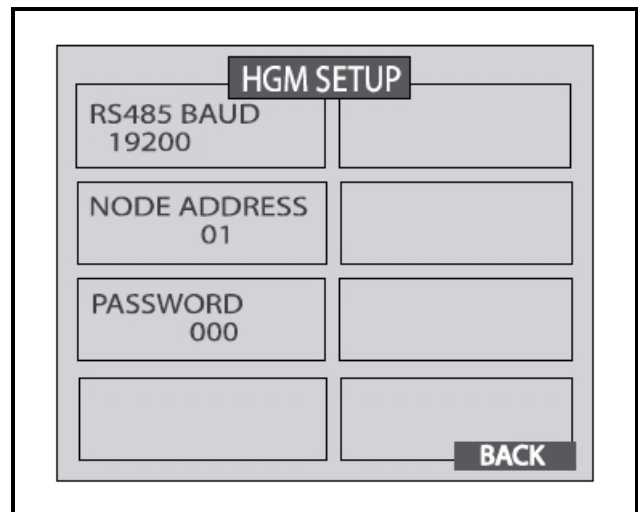 HGM SETUP
RS485 BAUD
19200
NODE ADDRESS
01
PASSWORD
000
BACK